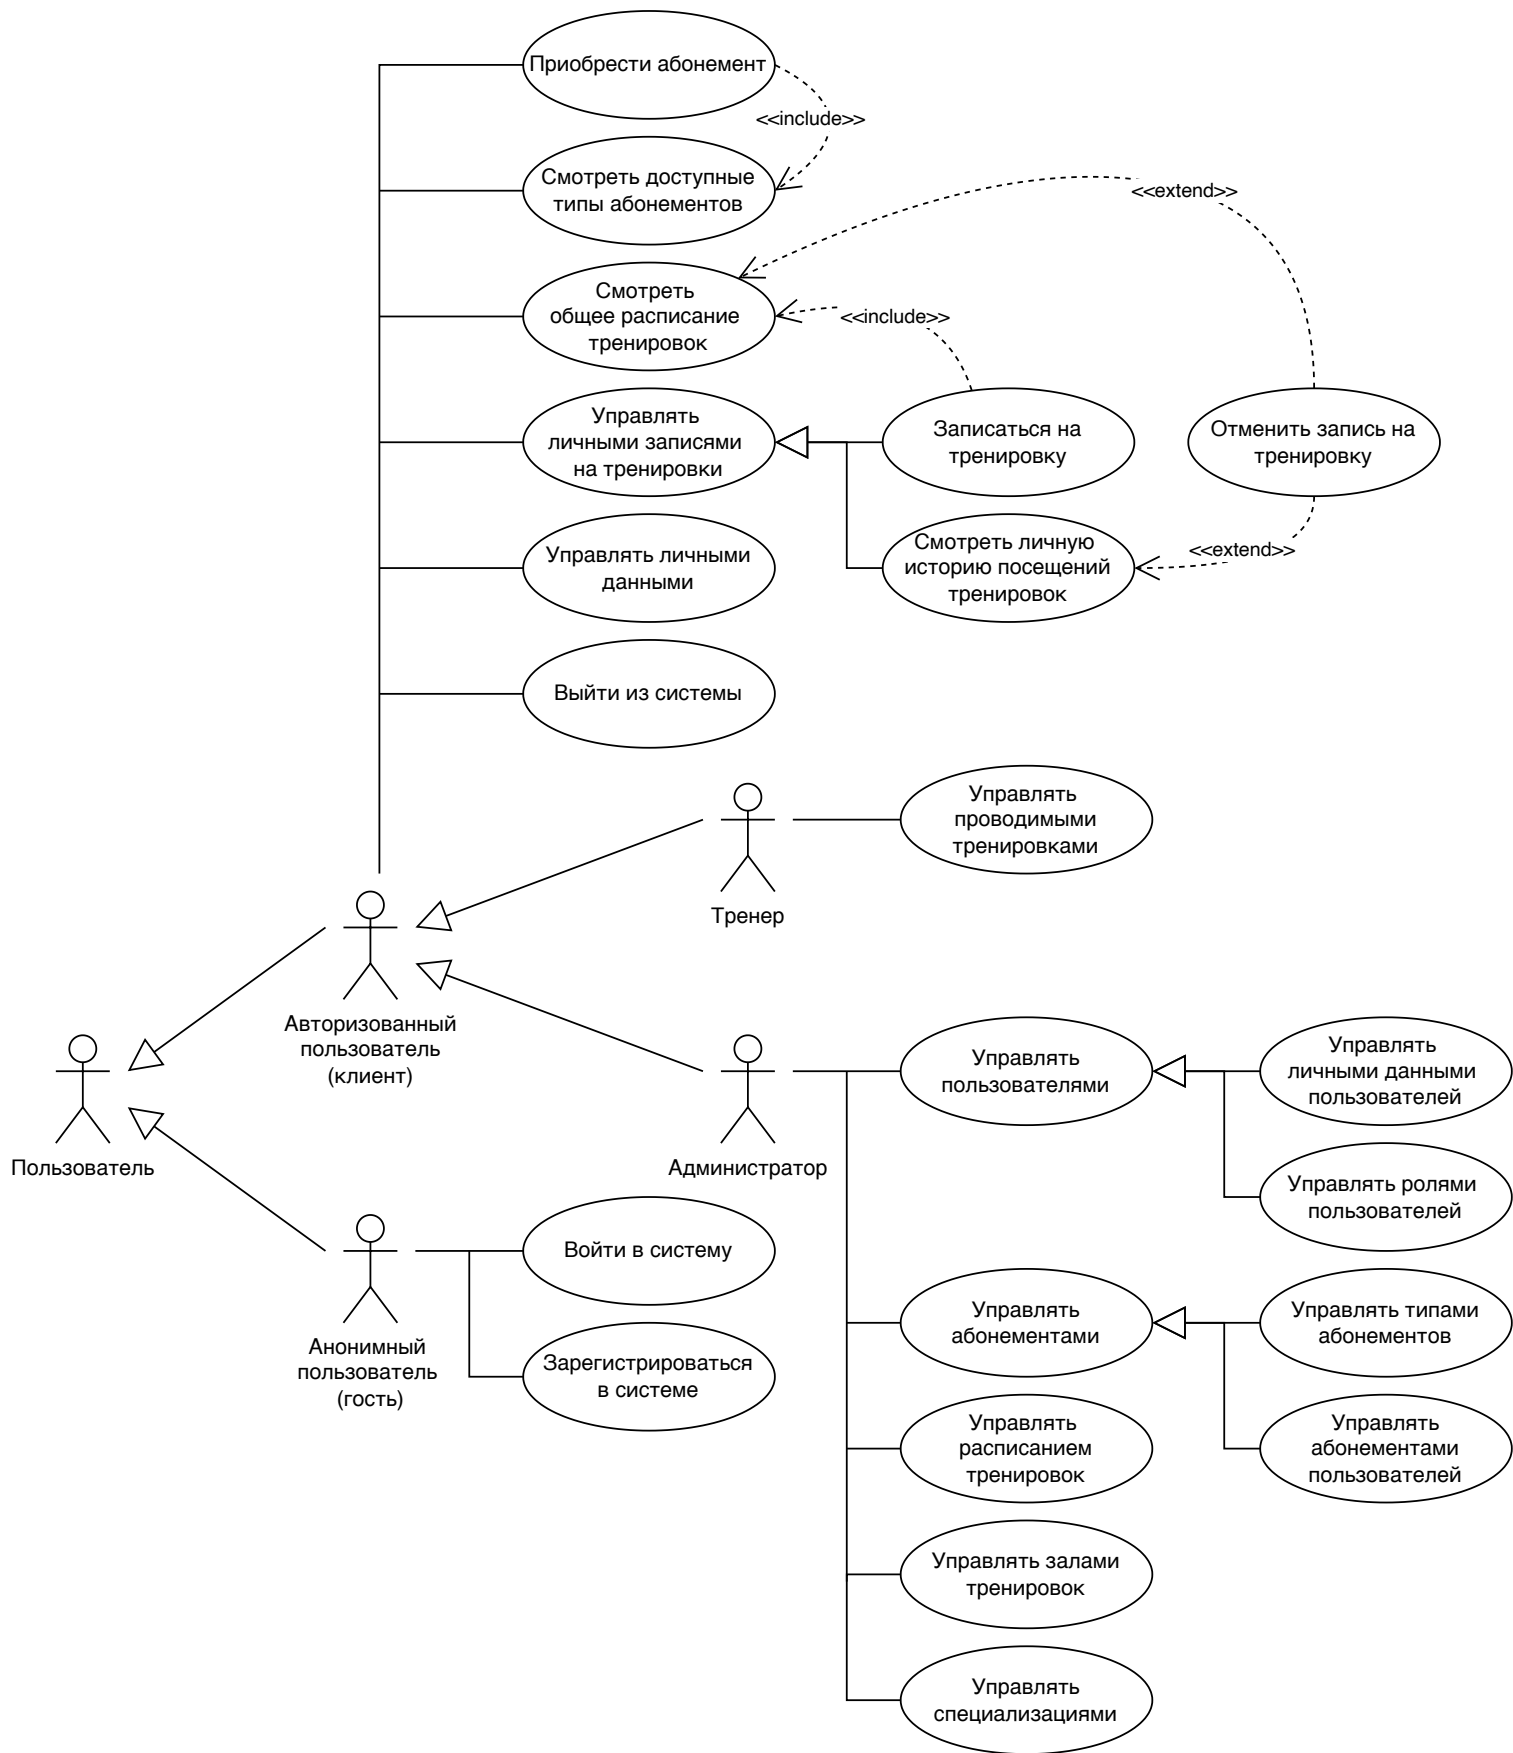 Приобрести абонемент
<<include>>
Смотреть доступные
типы абонементов
<<extend>>
Смотреть
общее расписание
тренировок
<<include>>
Управлять
личными записями
на тренировки
Записаться на
тренировку
Отменить запись на
тренировку
Управлять личными
данными
Смотреть личную
историю посещений
тренировок
<<extend>>
Выйти из системы
Управлять
проводимыми
тренировками
Тренер
Авторизованный
пользователь
(клиент)
Пользователь
Администратор
Управлять
пользователями
Управлять
личными данными
пользователей
Управлять ролями
пользователей
Войти в систему
Анонимный
пользователь
(гость)
Зарегистрироваться
в системе
Управлять
абонементами
Управлять типами
абонементов
Управлять
расписанием
тренировок
Управлять
абонементами
пользователей
Управлять залами
тренировок
Управлять
специализациями